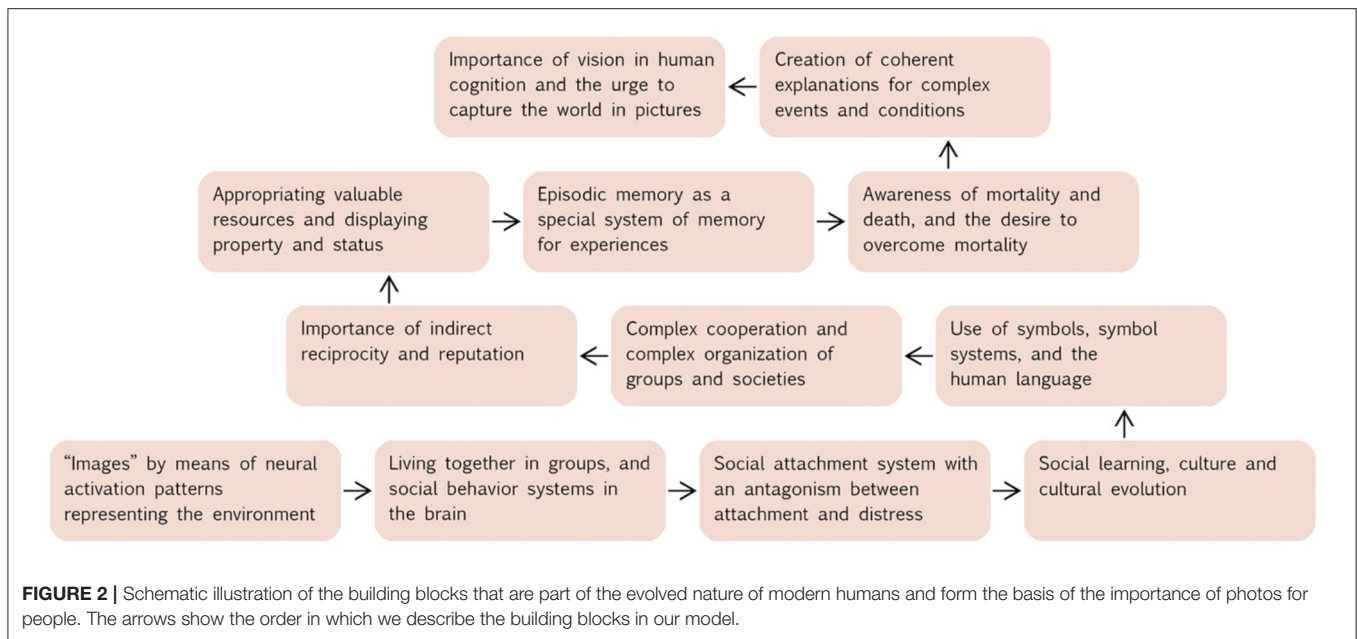 Importance of vision in human
cognition and the urge to
capture the world in pictures
Creation of coherent
explanations for complex
events and conditions
Appropriating valuable
resources and displaying
property and status
Episodic memory as a
special system of memory
for experiences
Awareness of mortality and
death, and the desire to
overcome mortality
Importance of indirect
reciprocity and reputation
Complex cooperation and
complex organization of
groups and societies
Use of symbols, symbol
systems, and the
human language
“Images” by means of neural
activation patterns
representing the environment
Living together in groups, and
social behavior systems in
the brain
Social attachment system with
an antagonism between
attachment and distress
Social learning, culture and
cultural evolution
FIGURE 2 | Schematic illustration of the building blocks that are part of the evolved nature of modern humans and form the basis of the importance of photos for
people. The arrows show the order in which we describe the building blocks in our model.